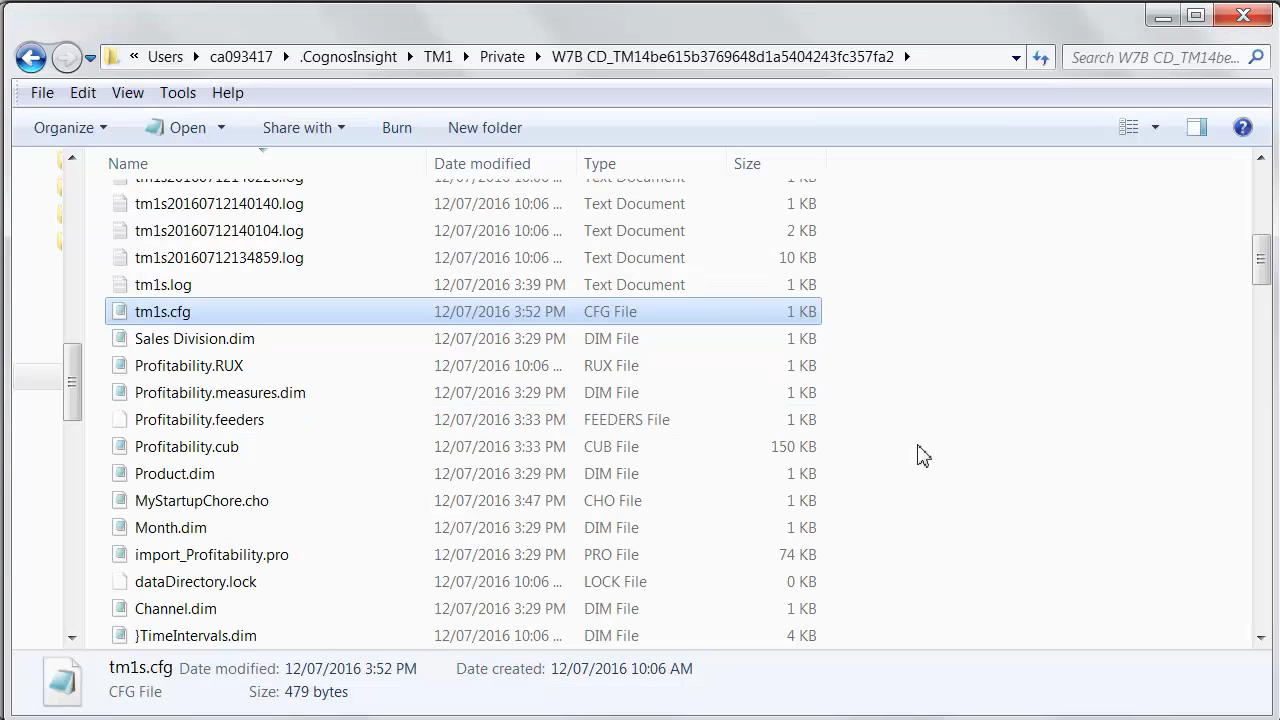 « Users ca093417 .CognosInsight TM1 Private W7B CD_TM14be615b3769648d1a5404243fc357fa2 Search W7B CD_TM14be...
File Edit View Tools Help
Organize Open Share with Burn New folder
Name Date modified Type Size
tm1s20160712140226.log 12/07/2016 10:06 ... Text Document 1 KB
tm1s20160712140140.log 12/07/2016 10:06 ... Text Document 1 KB
tm1s20160712140104.log 12/07/2016 10:06 ... Text Document 2 KB
tm1s20160712134859.log 12/07/2016 10:06 ... Text Document 10 KB
tm1s.log 12/07/2016 3:39 PM Text Document 1 KB
tm1s.cfg 12/07/2016 3:52 PM CFG File 1 KB
Sales Division.dim 12/07/2016 3:29 PM DIM File 1 KB
Profitability.RUX 12/07/2016 10:06 ... RUX File 1 KB
Profitability.measures.dim 12/07/2016 3:29 PM DIM File 1 KB
Profitability.feeders 12/07/2016 3:33 PM FEEDERS File 1 KB
Profitability.cub 12/07/2016 3:33 PM CUB File 150 KB
Product.dim 12/07/2016 3:29 PM DIM File 1 KB
MyStartupChore.cho 12/07/2016 3:47 PM CHO File 1 KB
Month.dim 12/07/2016 3:29 PM DIM File 1 KB
import_Profitability.pro 12/07/2016 3:29 PM PRO File 74 KB
dataDirectory.lock 12/07/2016 10:06 ... LOCK File 0 KB
Channel.dim 12/07/2016 3:29 PM DIM File 1 KB
}TimeIntervals.dim 12/07/2016 10:06 ... DIM File 4 KB
tm1s.cfg Date modified: 12/07/2016 3:52 PM Date created: 12/07/2016 10:06 AM
CFG File Size: 479 bytes